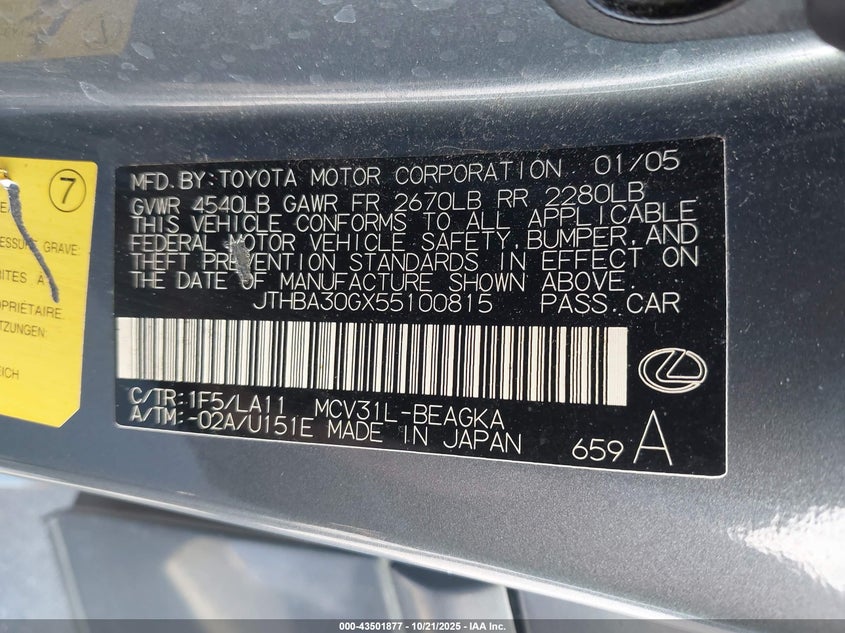 7
MFD. BY: TOYOTA MOTOR CORPORATION 01/05
GVWR 4540LB GAWR FR 2670LB RR 2280LB
THIS VEHICLE CONFORMS TO ALL APPLICABLE
FEDERAL MOTOR VEHICLE SAFETY, BUMPER, AND
THEFT PREVENTION STANDARDS IN EFFECT ON
THE DATE OF MANUFACTURE SHOWN ABOVE.
JTHBA30GX55100815 PASS. CAR
C/TR: 1F5/LA11 MCV31L-BEAGKA
A/TM: -02A/U151E MADE IN JAPAN
659 A
GRAVE
000-43501877 - 10/21/2025 - IAA Inc.